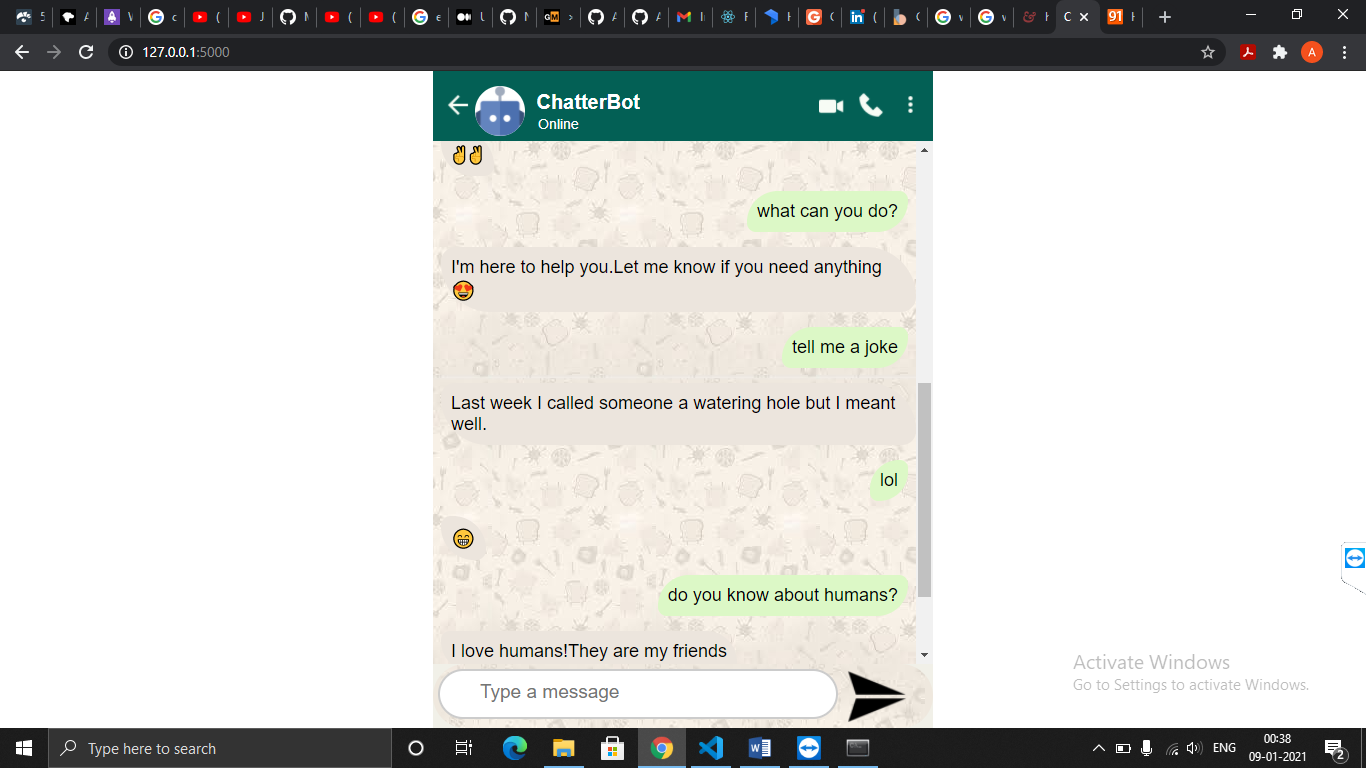 127.0.0.1:5000
A
ChatterBot
Online
✌✌
what can you do?
I'm here to help you.Let me know if you need anything
😍
tell me a joke
Last week I called someone a watering hole but I meant
well.
lol
😁
do you know about humans?
I love humans!They are my friends
Type a message
Activate Windows
Go to Settings to activate Windows.
Type here to search
ENG
00:38
09-01-2021
2